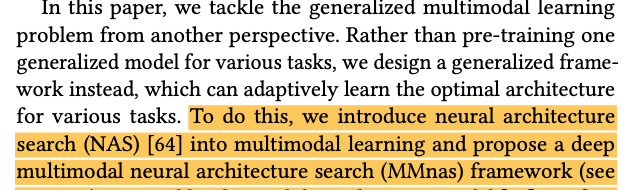 In this paper, we tackle the generalized multimodal learning
problem from another perspective. Rather than pre-training one
generalized model for various tasks, we design a generalized frame-
work instead, which can adaptively learn the optimal architecture
for various tasks. To do this, we introduce neural architecture
search (NAS) [64] into multimodal learning and propose a deep
multimodal neural architecture search (MMnas) framework (see